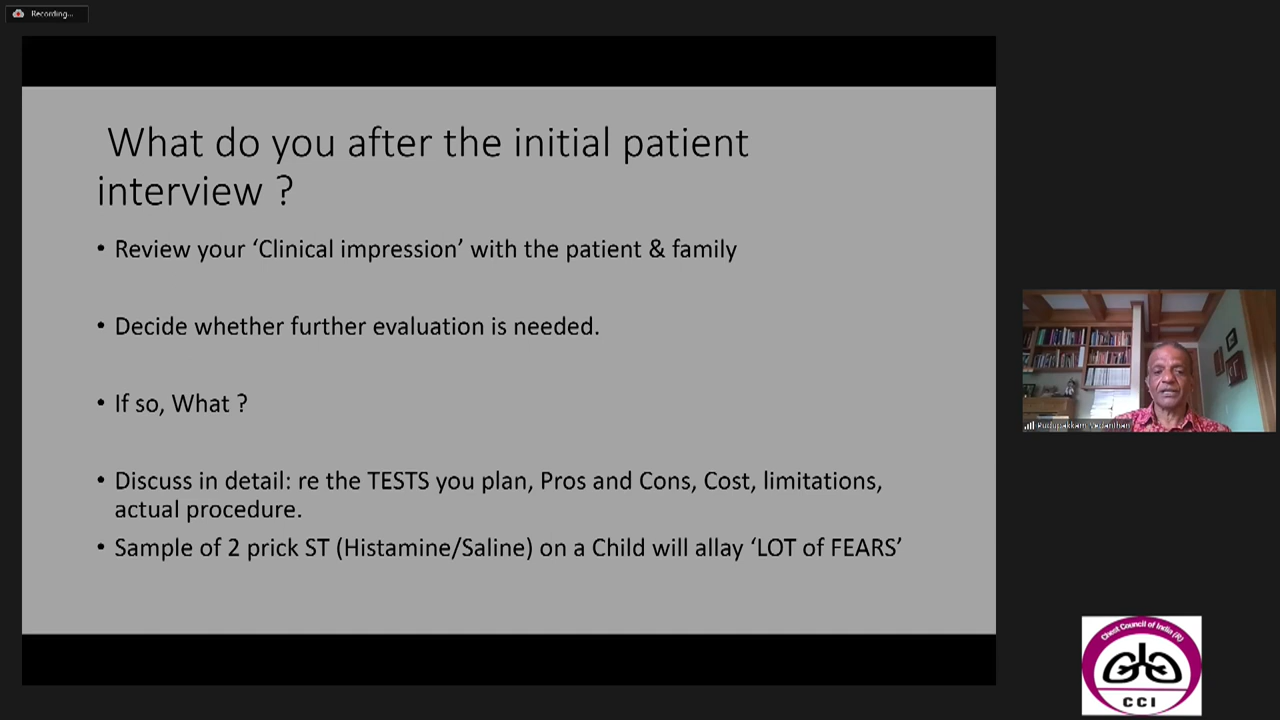 Recording...
What do you after the initial patient
interview ?
• Review your ‘Clinical impression’ with the patient & family
• Decide whether further evaluation is needed.
• If so, What ?
• Discuss in detail: re the TESTS you plan, Pros and Cons, Cost, limitations,
actual procedure.
• Sample of 2 prick ST (Histamine/Saline) on a Child will allay ‘LOT of FEARS’
Pudupakkam Vedanthan
Chest Council of India (R)
CCI